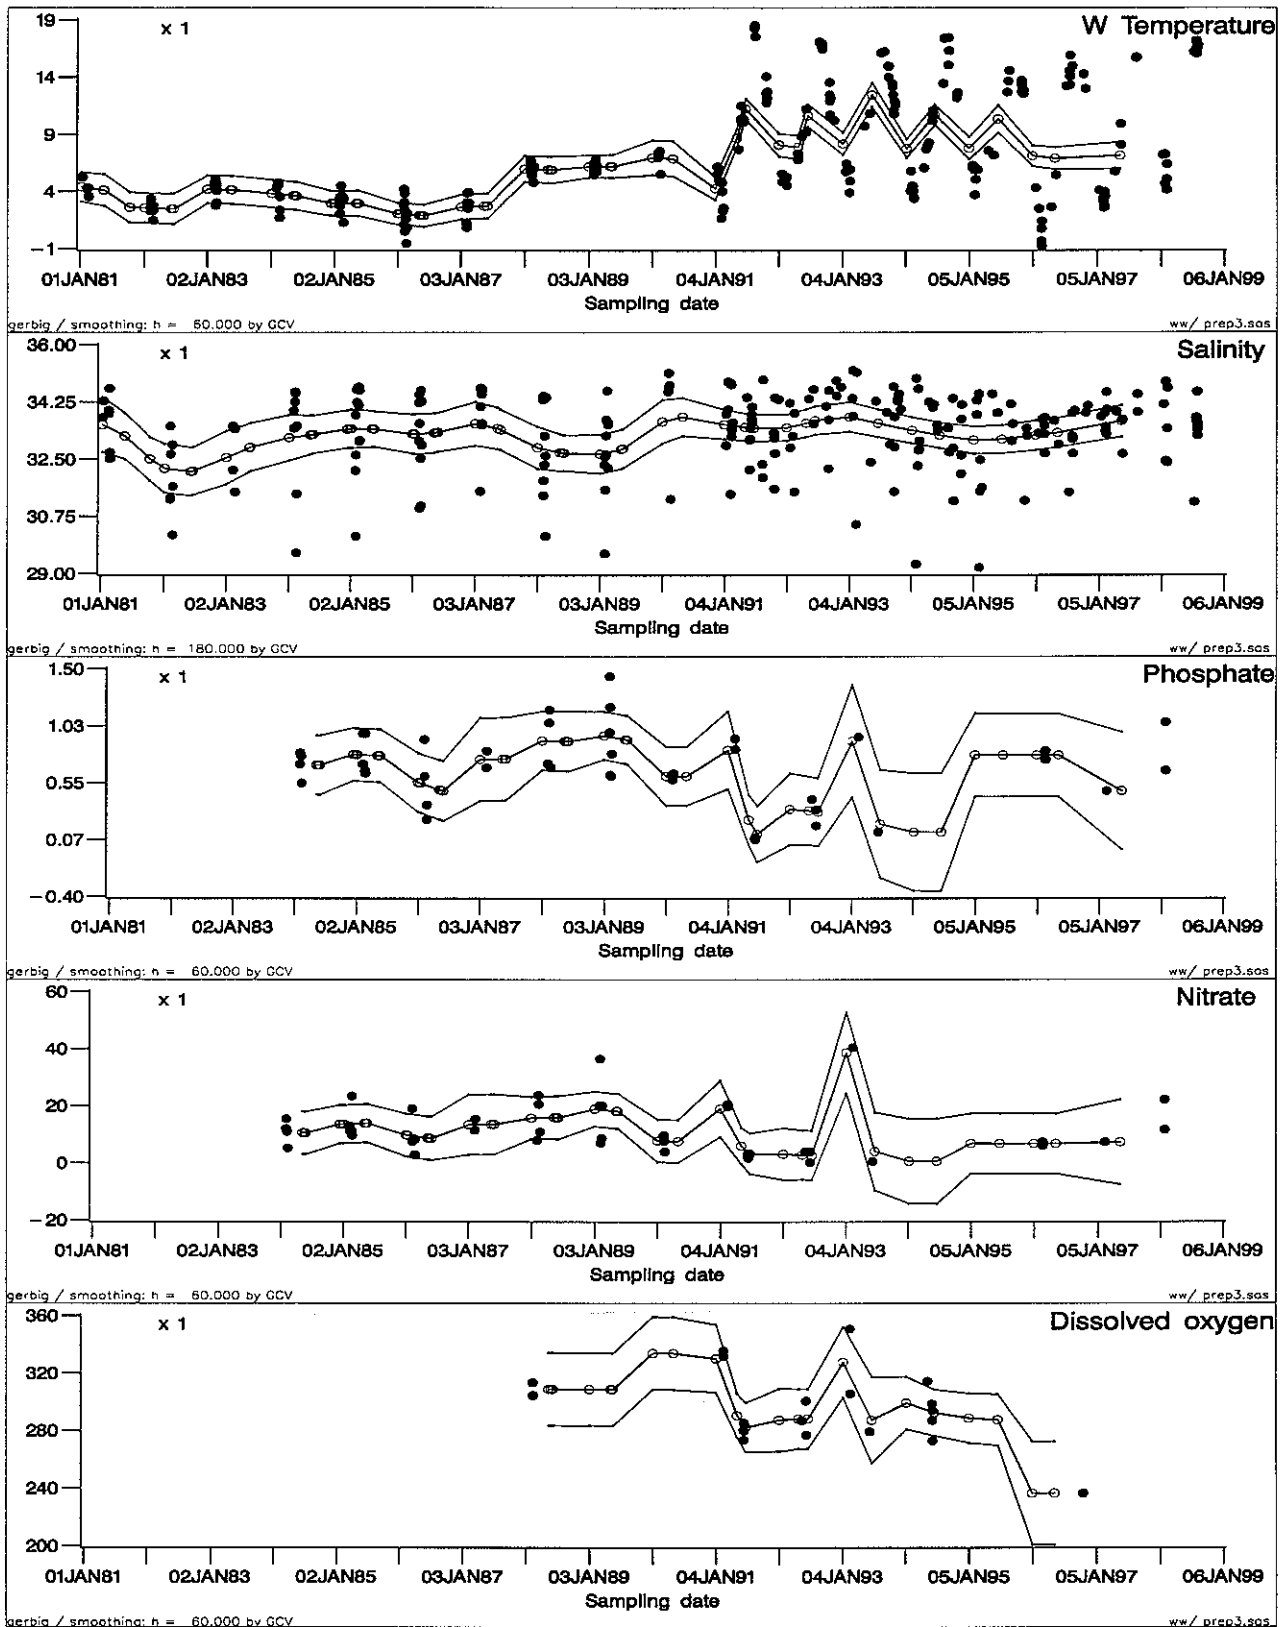 19
x 1
W Temperature
14
9
4
-1
01JAN81 02JAN83 02JAN85 03JAN87 03JAN89 04JAN91 04JAN93 05JAN95 05JAN97 06JAN99
Sampling date
gerbig / smoothing: h = 60.000 by GCV ww/ prep3.sas
36.00
x 1
Salinity
34.25
32.50
30.75
29.00
01JAN81 02JAN83 02JAN85 03JAN87 03JAN89 04JAN91 04JAN93 05JAN95 05JAN97 06JAN99
Sampling date
gerbig / smoothing: h = 180.000 by GCV ww/ prep3.sas
1.50
x 1
Phosphate
1.03
0.55
0.07
-0.40
01JAN81 02JAN83 02JAN85 03JAN87 03JAN89 04JAN91 04JAN93 05JAN95 05JAN97 06JAN99
Sampling date
gerbig / smoothing: h = 60.000 by GCV ww/ prep3.sas
60
x 1
Nitrate
40
20
0
-20
01JAN81 02JAN83 02JAN85 03JAN87 03JAN89 04JAN91 04JAN93 05JAN95 05JAN97 06JAN99
Sampling date
gerbig / smoothing: h = 60.000 by GCV ww/ prep3.sas
360
x 1
Dissolved oxygen
320
280
240
200
01JAN81 02JAN83 02JAN85 03JAN87 03JAN89 04JAN91 04JAN93 05JAN95 05JAN97 06JAN99
Sampling date
gerbig / smoothing: h = 60.000 by GCV ww/ prep3.sas